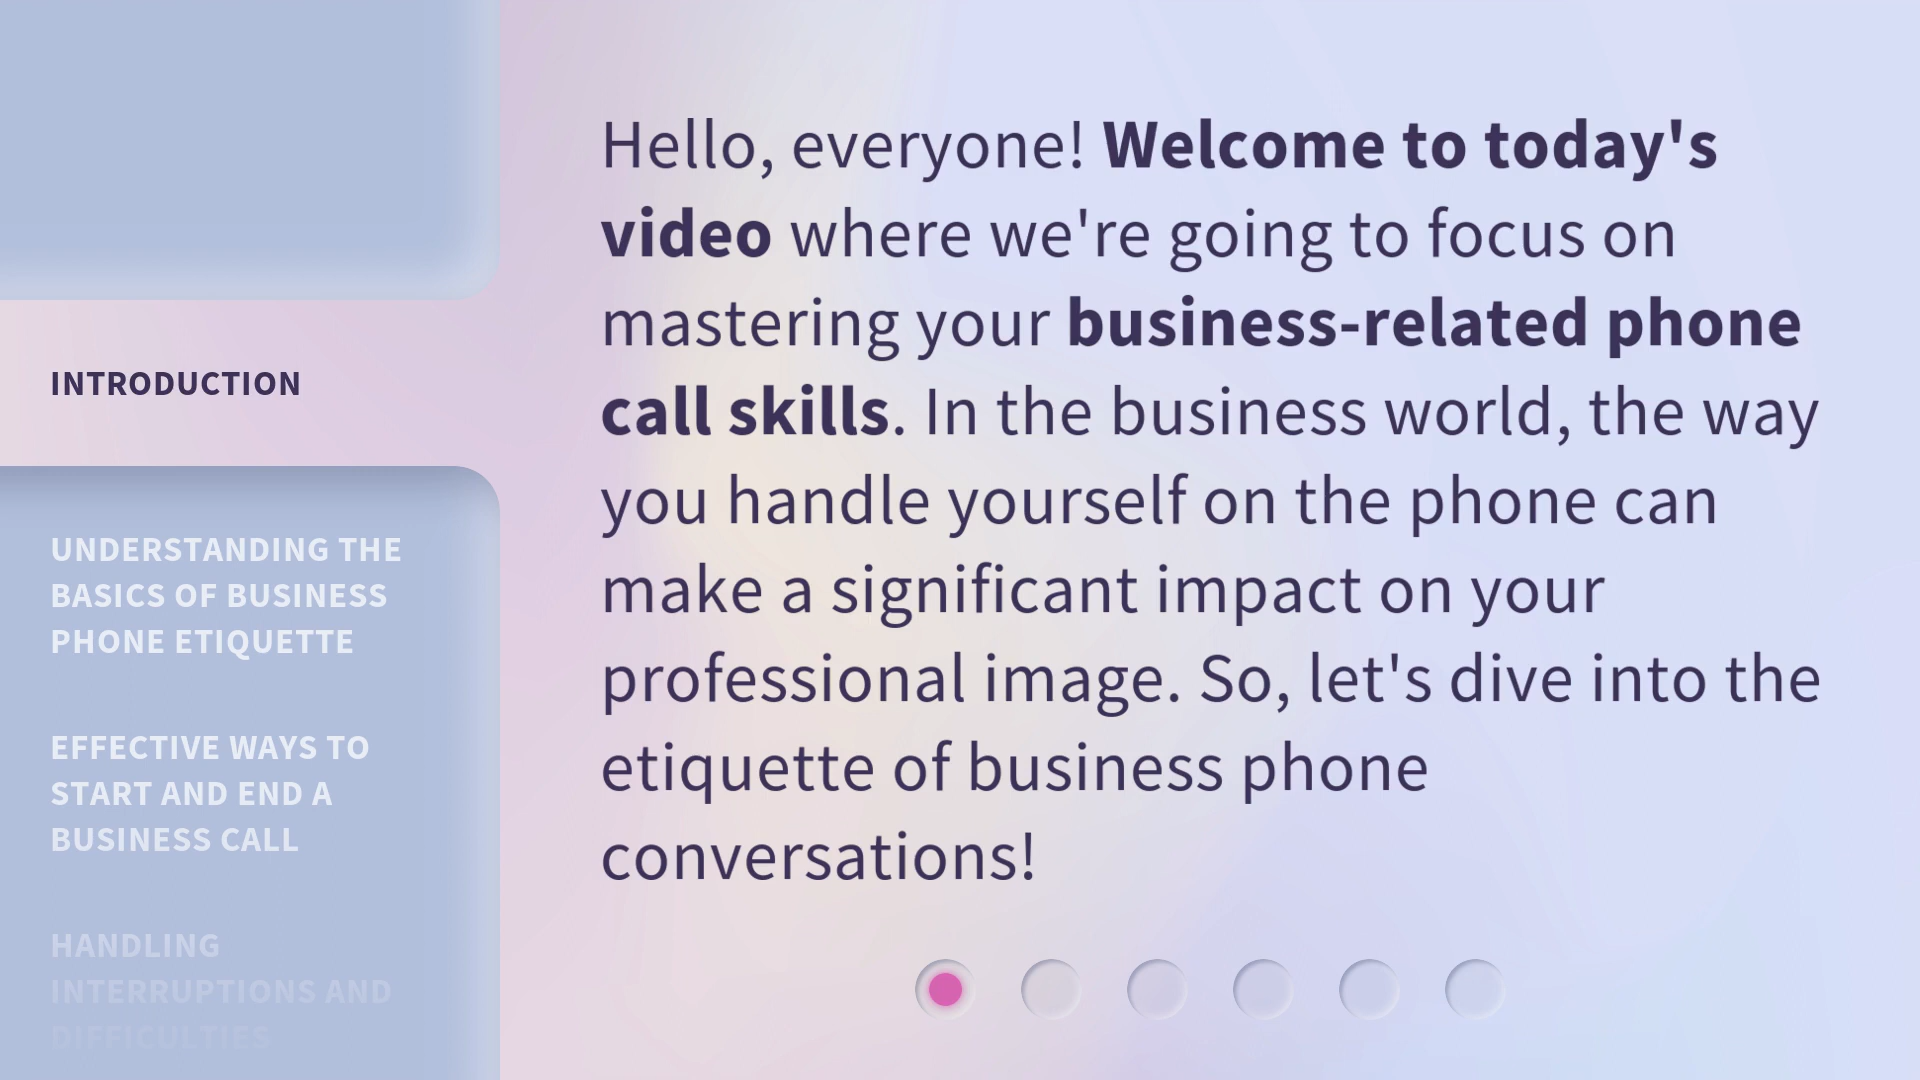 INTRODUCTION
UNDERSTANDING THE
BASICS OF BUSINESS
PHONE ETIQUETTE
EFFECTIVE WAYS TO
START AND END A
BUSINESS CALL
HANDLING
INTERRUPTIONS AND
DIFFICULTIES
Hello, everyone! Welcome to today's
video where we're going to focus on
mastering your business-related phone
call skills. In the business world, the way
you handle yourself on the phone can
make a significant impact on your
professional image. So, let's dive into the
etiquette of business phone
conversations!